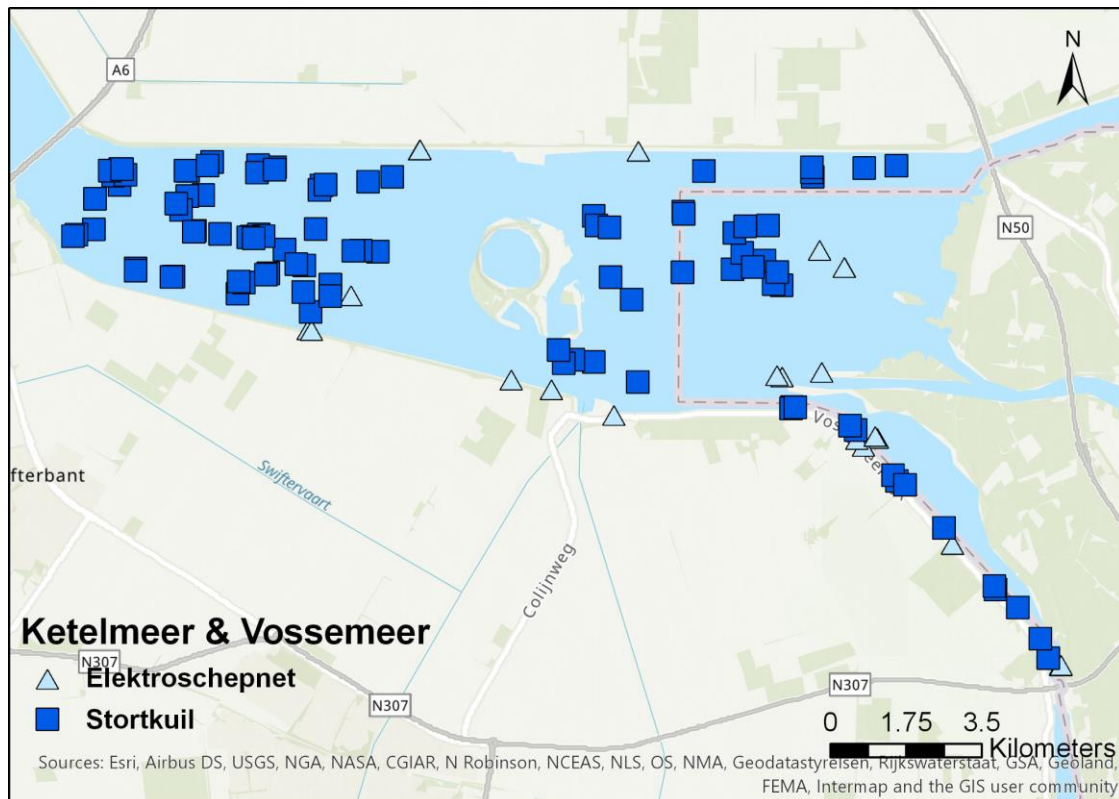 N
A6
N50
Vossemeer
fterbant
Swiftervaart
Colijnweg
Ketelmeer & Vossemeer
Elektroschepnet
Stortkuil
N307
N307
N307
0 1.75 3.5
Kilometers
Sources: Esri, Airbus DS, USGS, NGA, NASA, CGIAR, N Robinson, NCEAS, NLS, OS, NMA, Geodatastyrelsen, Rijkswaterstaat, GSA, Geoland,
FEMA, Intermap and the GIS user community